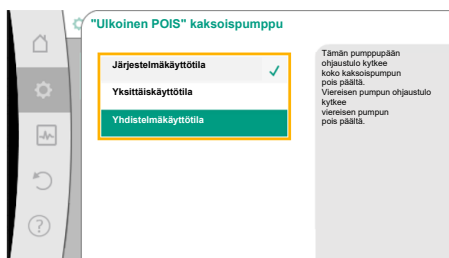 "Ulkoinen POIS" kaksoispumppu
Järjestelmäkäyttötila
Yksittäiskäyttötila
Yhdistelmäkäyttötila
Tämän pumppupään
ohjaustulo kytkee
koko kaksoispumpun
pois päältä.
Viereisen pumpun ohjaustulo
kytkee
viereisen pumpun
pois päältä.